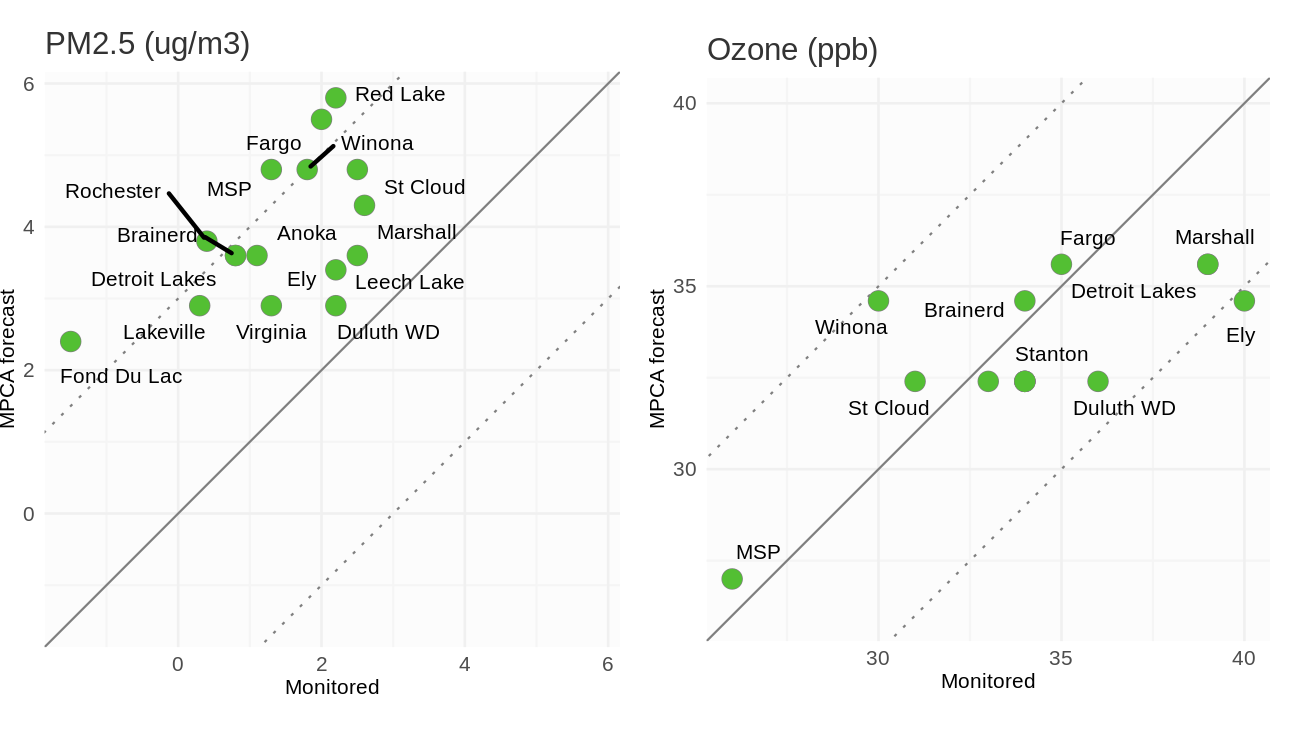 PM2.5 (ug/m3)
6
4
2
0
MPCA forecast
Red Lake
Fargo
Winona
Rochester
MSP
St Cloud
Brainerd
Anoka
Marshall
Detroit Lakes
Ely
Leech Lake
Lakeville
Virginia
Duluth WD
Fond Du Lac
0
2
4
6
Monitored
Ozone (ppb)
40
35
30
MPCA forecast
Fargo
Marshall
Detroit Lakes
Brainerd
Winona
Ely
Stanton
St Cloud
Duluth WD
MSP
30
35
40
Monitored